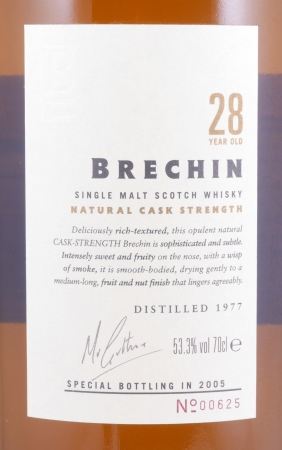 28
YEAR OLD
BRECHIN
SINGLE MALT SCOTCH WHISKY
NATURAL CASK STRENGTH
Deliciously rich-textured, this opulent natural
CASK-STRENGTH Brechin is sophisticated and subtle.
Intensely sweet and fruity on the nose, with a wisp
of smoke, it is smooth-bodied, drying gently to a
medium-long, fruit and nut finish that lingers agreeably.
DISTILLED 1977
53.3% vol 70cl ℮
SPECIAL BOTTLING IN 2005
No00625